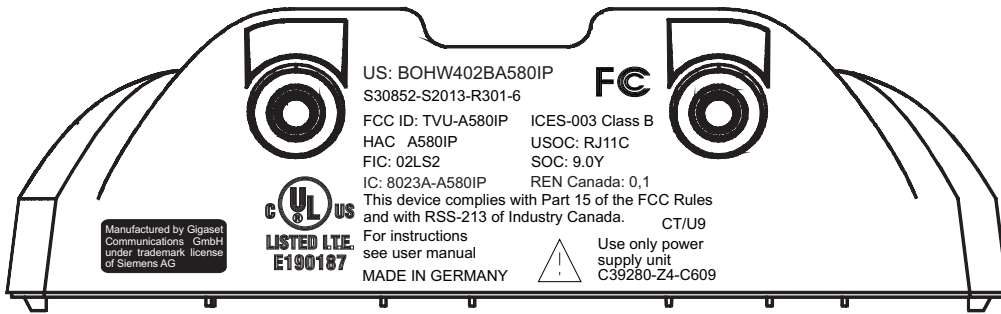 US: BOHW402BA580IP
S30852-S2013-R301-6
FC
FCC ID: TVU-A580IP ICES-003 Class B
HAC A580IP USOC: RJ11C
FIC: 02LS2 SOC: 9.0Y
IC: 8023A-A580IP REN Canada: 0,1
This device complies with Part 15 of the FCC Rules
and with RSS-213 of Industry Canada.
CT/U9
For instructions
see user manual
MADE IN GERMANY
Use only power
supply unit
C39280-Z4-C609
C UL® US
LISTED I.T.E.
E190187
Manufactured by Gigaset
Communications GmbH
under trademark license
of Siemens AG